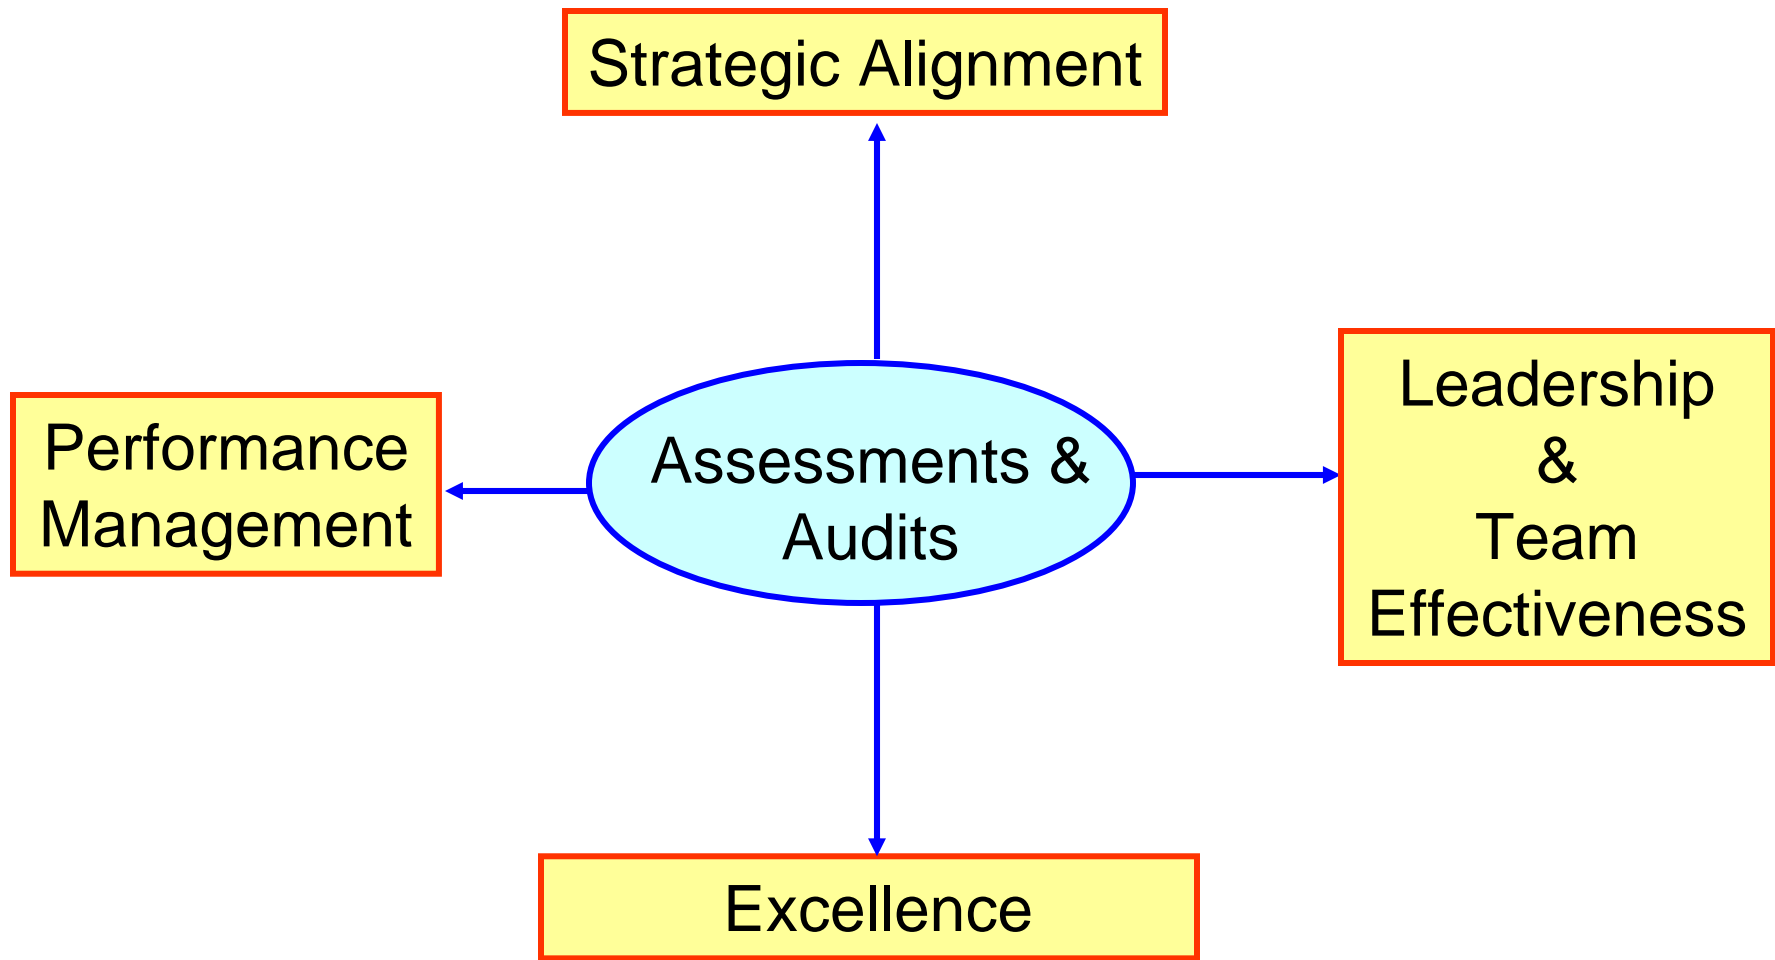 Strategic Alignment
Performance
Management
Assessments &
Audits
Leadership
&
Team
Effectiveness
Excellence